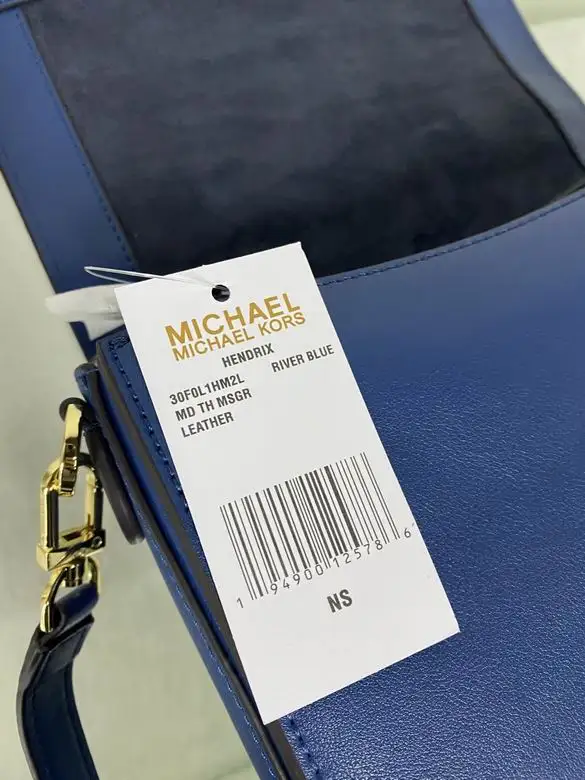 MICHAEL
MICHAEL KORS
HENDRIX
30F0L1HM2L RIVER BLUE
MD TH MSGR
LEATHER
1 94900 12578 6
NS